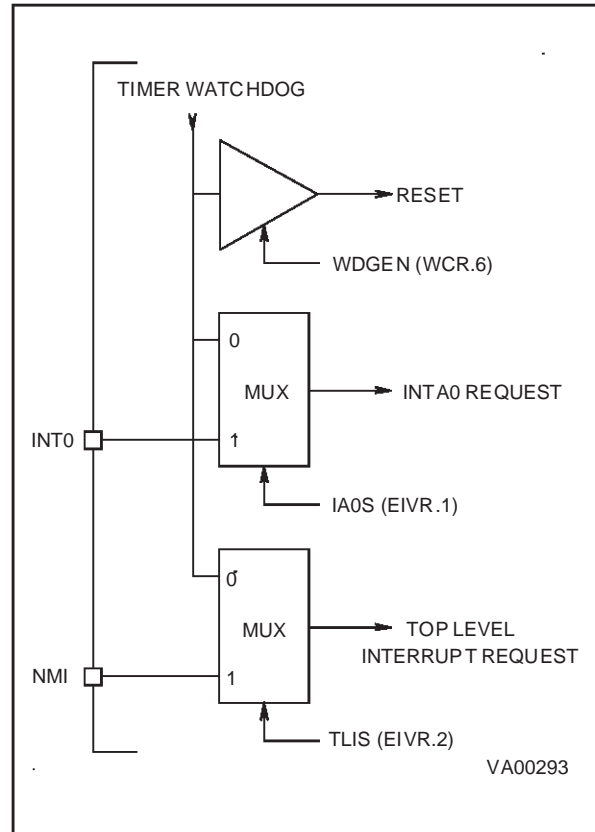 TIMER WATCHDOG
RESET
WDGEN (WCR.6)
0
MUX
INTA0 REQUEST
INT0
1
IA0S (EIVR.1)
0
MUX
TOP LEVEL
INTERRUPT REQUEST
NMI
1
TLIS (EIVR.2)
VA00293